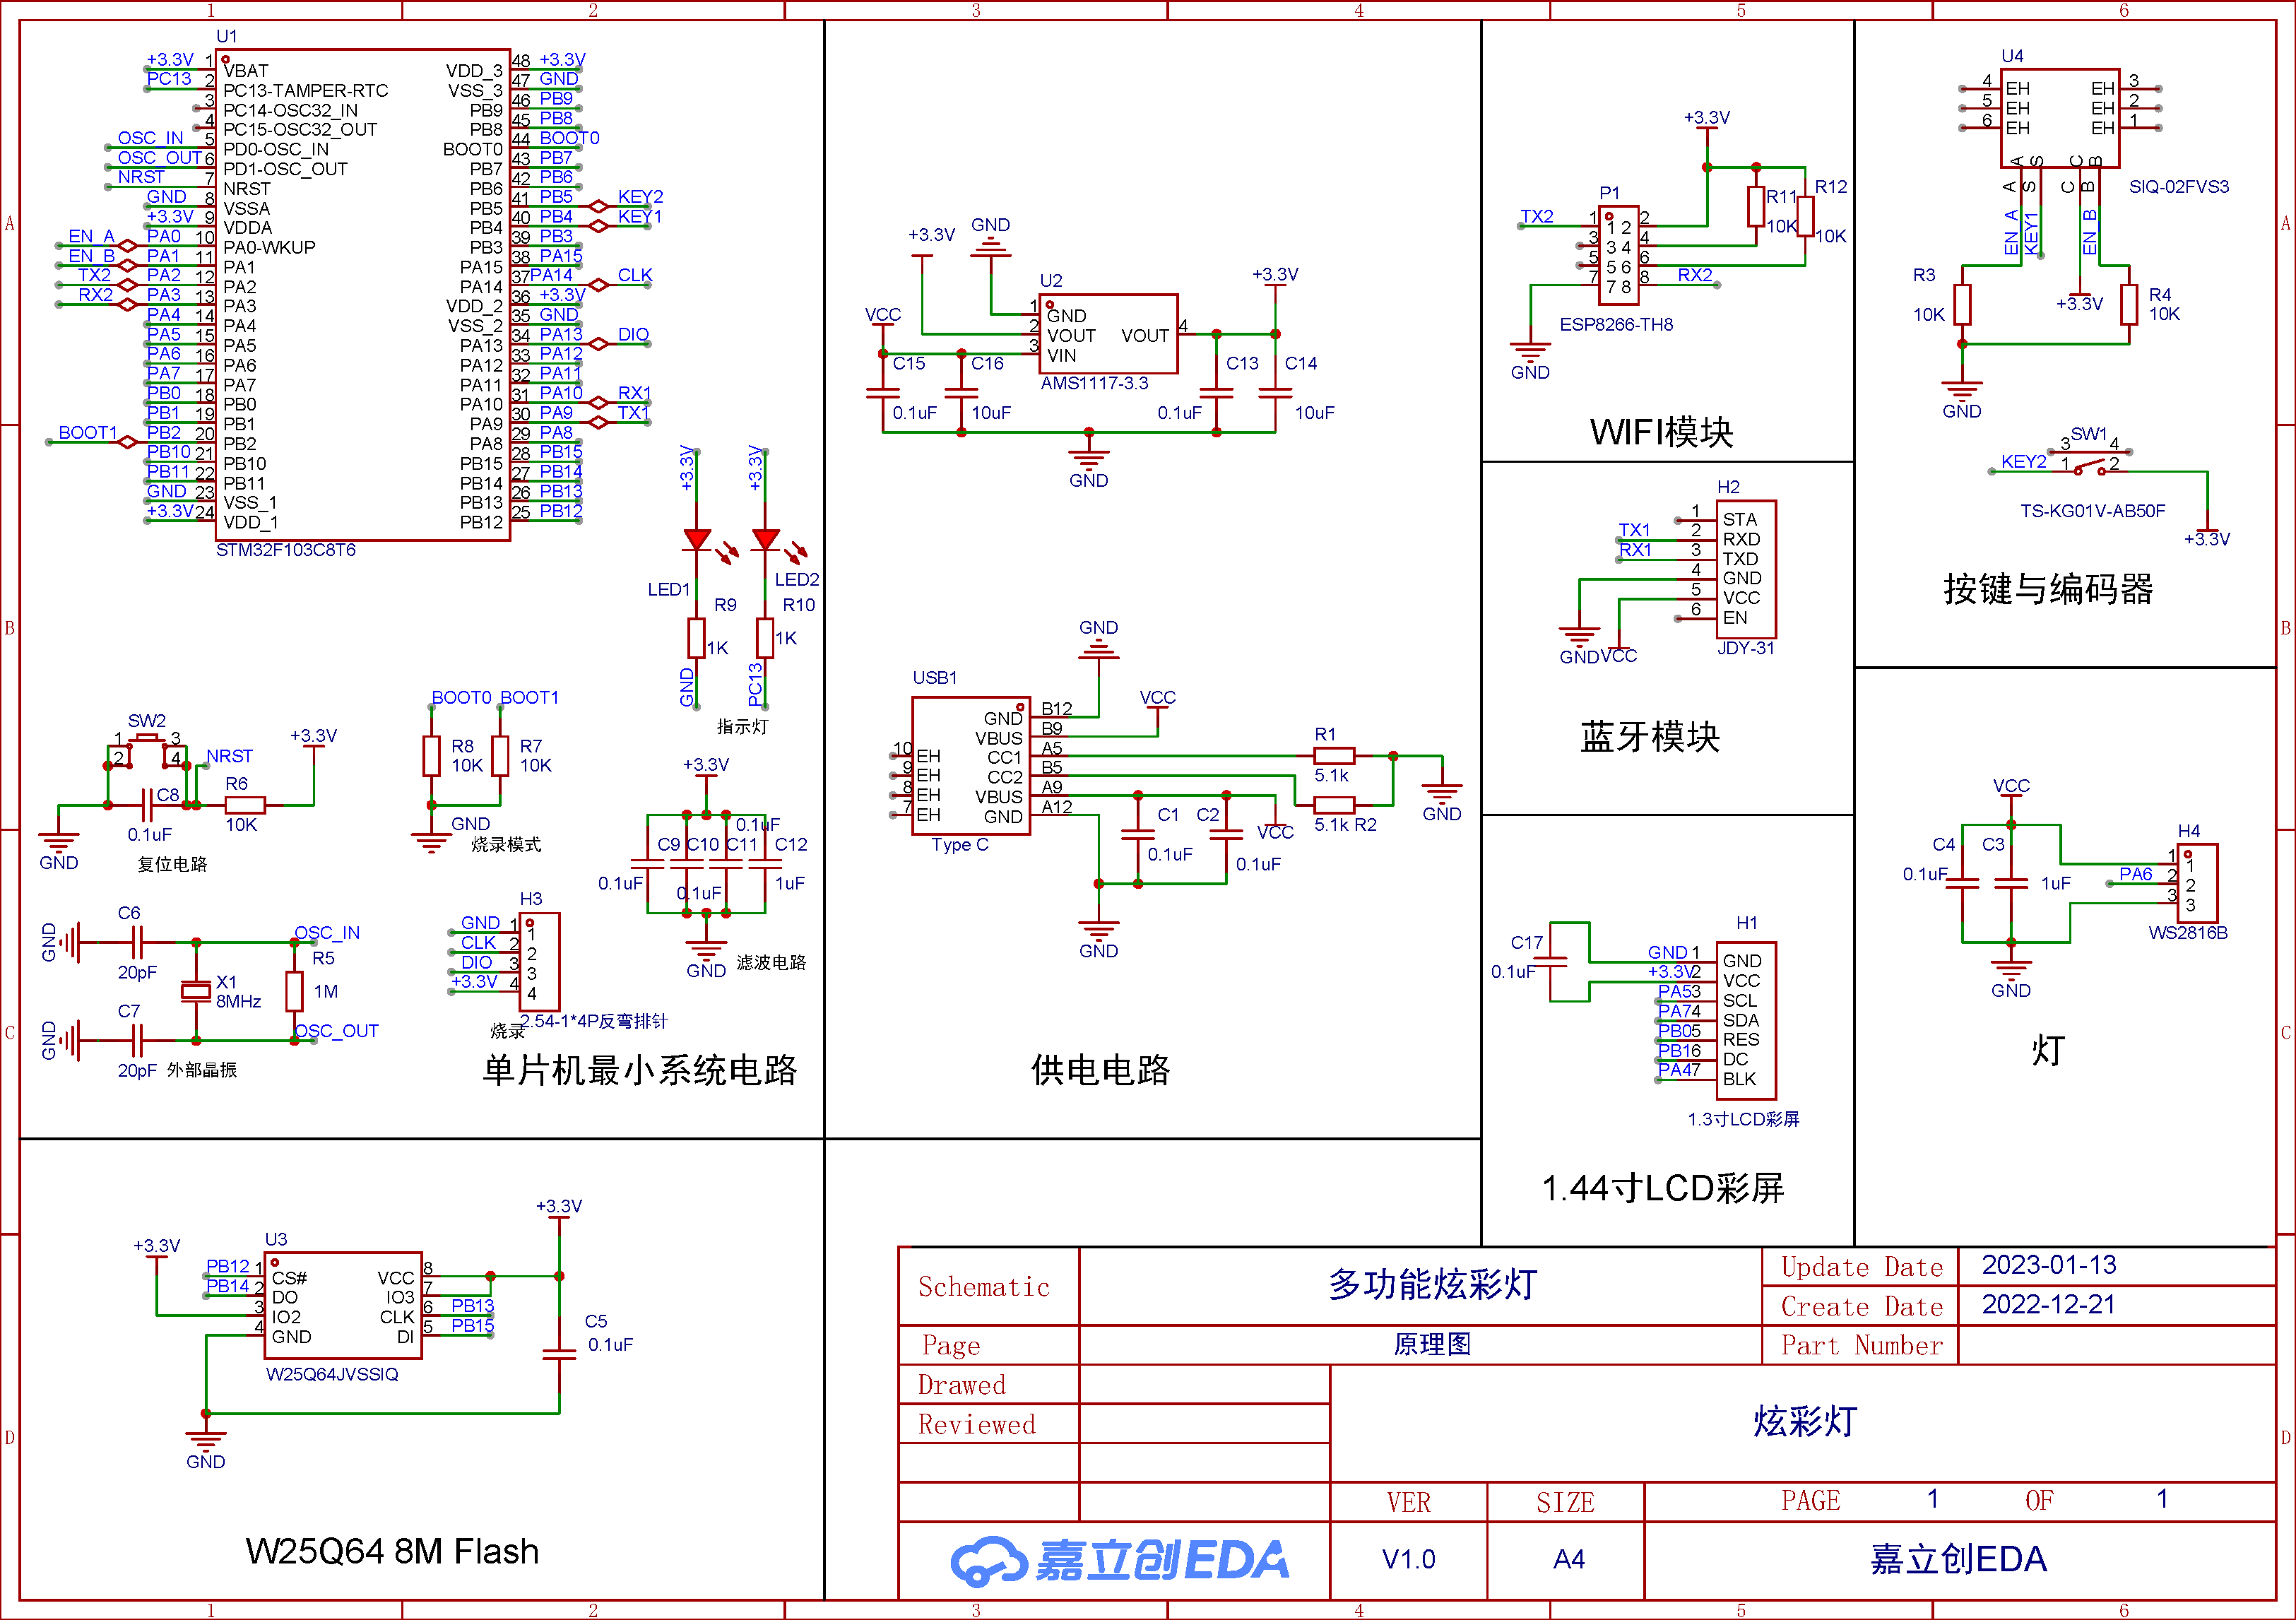 1 2 3 4 5 6
A A
B B
C C
D D
1 2 3 4 5 6
U1
+3.3V 1 VBAT
PC13 2 PC13-TAMPER-RTC
3 PC14-OSC32_IN
4 PC15-OSC32_OUT
OSC_IN 5 PD0-OSC_IN
OSC_OUT 6 PD1-OSC_OUT
NRST 7 NRST
GND 8 VSSA
+3.3V 9 VDDA
EN_A PA0 10 PA0-WKUP
EN_B PA1 11 PA1
TX2 PA2 12 PA2
RX2 PA3 13 PA3
PA4 14 PA4
PA5 15 PA5
PA6 16 PA6
PA7 17 PA7
PB0 18 PB0
PB1 19 PB1
BOOT1 PB2 20 PB2
PB10 21 PB10
PB11 22 PB11
GND 23 VSS_1
+3.3V 24 VDD_1
VDD_3 48 +3.3V
VSS_3 47 GND
PB9 46 PB9
PB8 45 PB8
BOOT0 44 BOOT0
PB7 43 PB7
PB6 42 PB6
PB5 41 PB5 KEY2
PB4 40 PB4 KEY1
PB3 39 PB3
PA15 38 PA15
PA14 37 PA14 CLK
VDD_2 36 +3.3V
VSS_2 35 GND
PA13 34 PA13 DIO
PA12 33 PA12
PA11 32 PA11
PA10 31 PA10 RX1
PA9 30 PA9 TX1
PA8 29 PA8
PB15 28 PB15
PB14 27 PB14
PB13 26 PB13
PB12 25 PB12
STM32F103C8T6
+3.3V +3.3V
LED1 LED2
R9 R10
1K 1K
GND PC13
指示灯
SW2
1 3
2 4
NRST
+3.3V
C8
0.1uF
R6
10K
GND
复位电路
BOOT0 BOOT1
R8 R7
10K 10K
GND
烧录模式
+3.3V
0.1uF
C9 C10 C11 C12
0.1uF 0.1uF 1uF
GND
滤波电路
C6
GND
20pF
OSC_IN
R5
1M
X1
8MHz
C7
GND
20pF
OSC_OUT
外部晶振
H3
GND 1 1
CLK 2 2
DIO 3 3
+3.3V 4 4
2.54-1*4P反弯排针
烧录
单片机最小系统电路
+3.3V GND
U2
1 GND
2 VOUT
3 VIN
VOUT 4
AMS1117-3.3
VCC
+3.3V
C15 C16 C13 C14
0.1uF 10uF 0.1uF 10uF
GND
USB1
GND
VCC
GND B12
VBUS B9
CC1 A5
CC2 B5
VBUS A9
GND A12
10 EH
9 EH
8 EH
7 EH
Type C
R1
5.1k
5.1k R2
GND
C1 C2
VCC
0.1uF 0.1uF
GND
供电电路
+3.3V
R11 R12
10K 10K
P1
TX2 1 1 2 2
3 3 4 4
5 5 6 6
7 7 8 8 RX2
ESP8266-TH8
GND
WIFI模块
H2
1 STA
TX1 2 RXD
RX1 3 TXD
4 GND
5 VCC
6 EN
GND VCC
JDY-31
蓝牙模块
H1
C17
0.1uF
GND 1 GND
+3.3V 2 VCC
PA5 3 SCL
PA7 4 SDA
PB0 5 RES
PB1 6 DC
PA4 7 BLK
1.3寸LCD彩屏
1.44寸LCD彩屏
U4
4 EH EH 3
5 EH EH 2
6 EH EH 1
A S C B
A S C B
SIQ-02FVS3
EN_A KEY1 EN_B
R3 R4
10K 10K
+3.3V
GND
SW1
3 4
KEY2 1 2
TS-KG01V-AB50F
+3.3V
按键与编码器
VCC
C4 C3
0.1uF 1uF
H4
1 1
PA6 2 2
3 3
WS2816B
GND
灯
+3.3V
+3.3V
U3
PB12 1 CS#
PB14 2 DO
3 IO2
4 GND
VCC 8
IO3 7
CLK 6 PB13
DI 5 PB15
W25Q64JVSSIQ
C5
0.1uF
GND
W25Q64 8M Flash
Schematic 多功能炫彩灯 Update Date 2023-01-13
Create Date 2022-12-21
Page 原理图 Part Number
Drawed
Reviewed
炫彩灯
VER SIZE PAGE 1 OF 1
嘉立创EDA V1.0 A4 嘉立创EDA